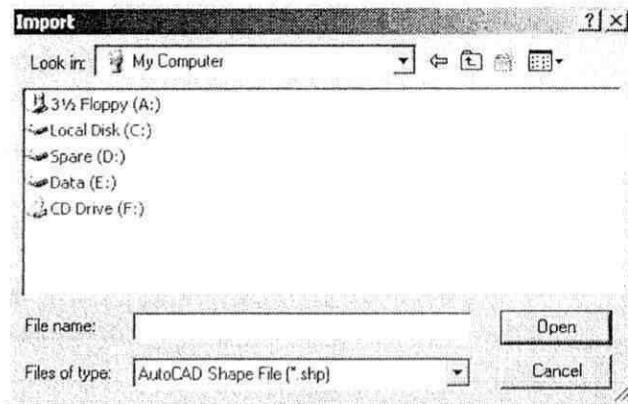 Import
Look in: My Computer
3½ Floppy (A:)
Local Disk (C:)
Spare (D:)
Data (E:)
CD Drive (F:)
File name: Open
Files of type: AutoCAD Shape File (*.shp) Cancel